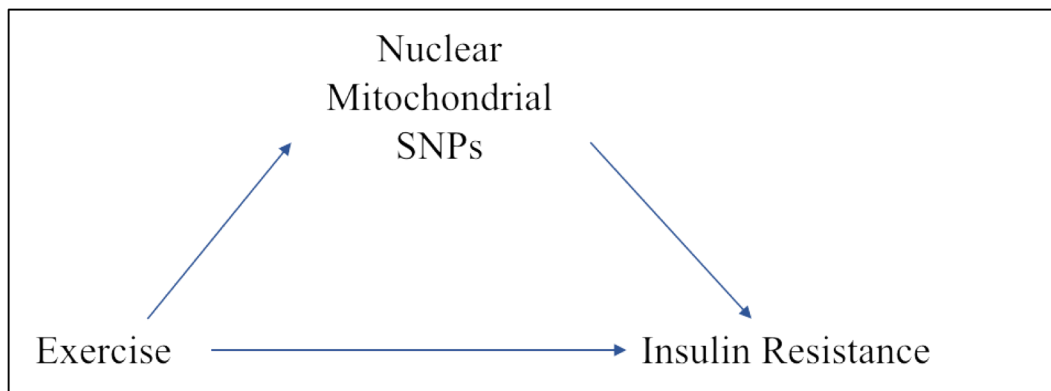 Nuclear
Mitochondrial
SNPs
Exercise
Insulin Resistance